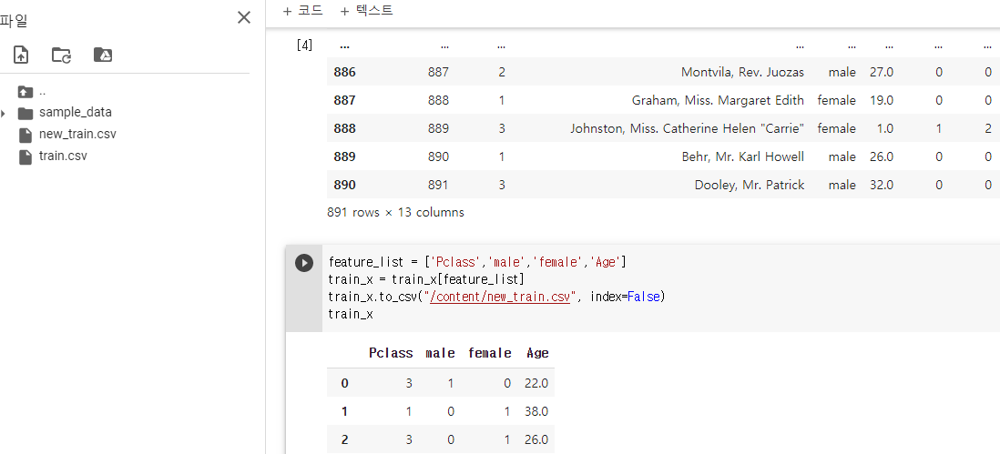 파일
..
sample_data
new_train.csv
train.csv
+ 코드 + 텍스트
[4] ... ... ... ... ... ... ... ...
886 887 2 Montvila, Rev. Juozas male 27.0 0 0
887 888 1 Graham, Miss. Margaret Edith female 19.0 0 0
888 889 3 Johnston, Miss. Catherine Helen "Carrie" female 1.0 1 2
889 890 1 Behr, Mr. Karl Howell male 26.0 0 0
890 891 3 Dooley, Mr. Patrick male 32.0 0 0
891 rows × 13 columns
feature_list = ['Pclass','male','female','Age']
train_x = train_x[feature_list]
train_x.to_csv("/content/new_train.csv", index=False)
train_x
Pclass male female Age
0 3 1 0 22.0
1 1 0 1 38.0
2 3 0 1 26.0